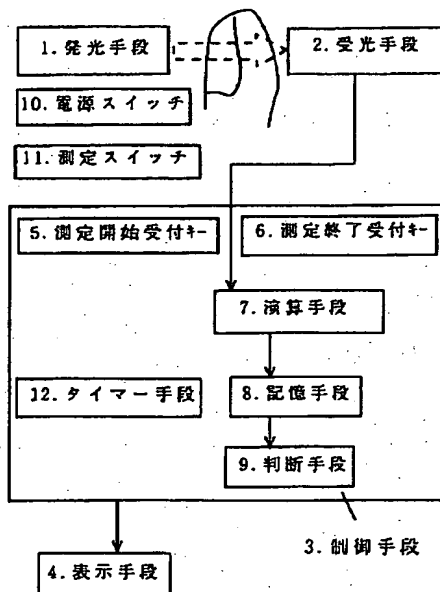 1. 発光手段
2. 受光手段
10. 電源スイッチ
11. 測定スイッチ
5. 測定開始受付キー
6. 測定終了受付キー
7. 演算手段
12. タイマー手段
8. 記憶手段
9. 判断手段
3. 制御手段
4. 表示手段